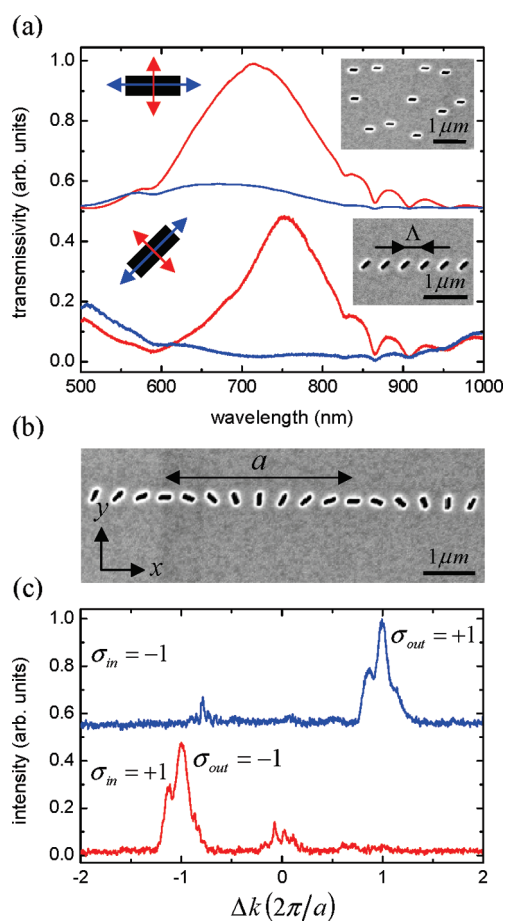 (a)
transmissivity (arb. units)
1.0
0.8
0.6
0.4
0.2
0.0
1 μm
Λ
1 μm
500 600 700 800 900 1000
wavelength (nm)
(b)
a
y
x
1 μm
(c)
intensity (arb. units)
1.0
0.8
0.6
0.4
0.2
0.0
σin = −1
σout = +1
σin = +1
σout = −1
-2 -1 0 1 2
Δk (2π/a)